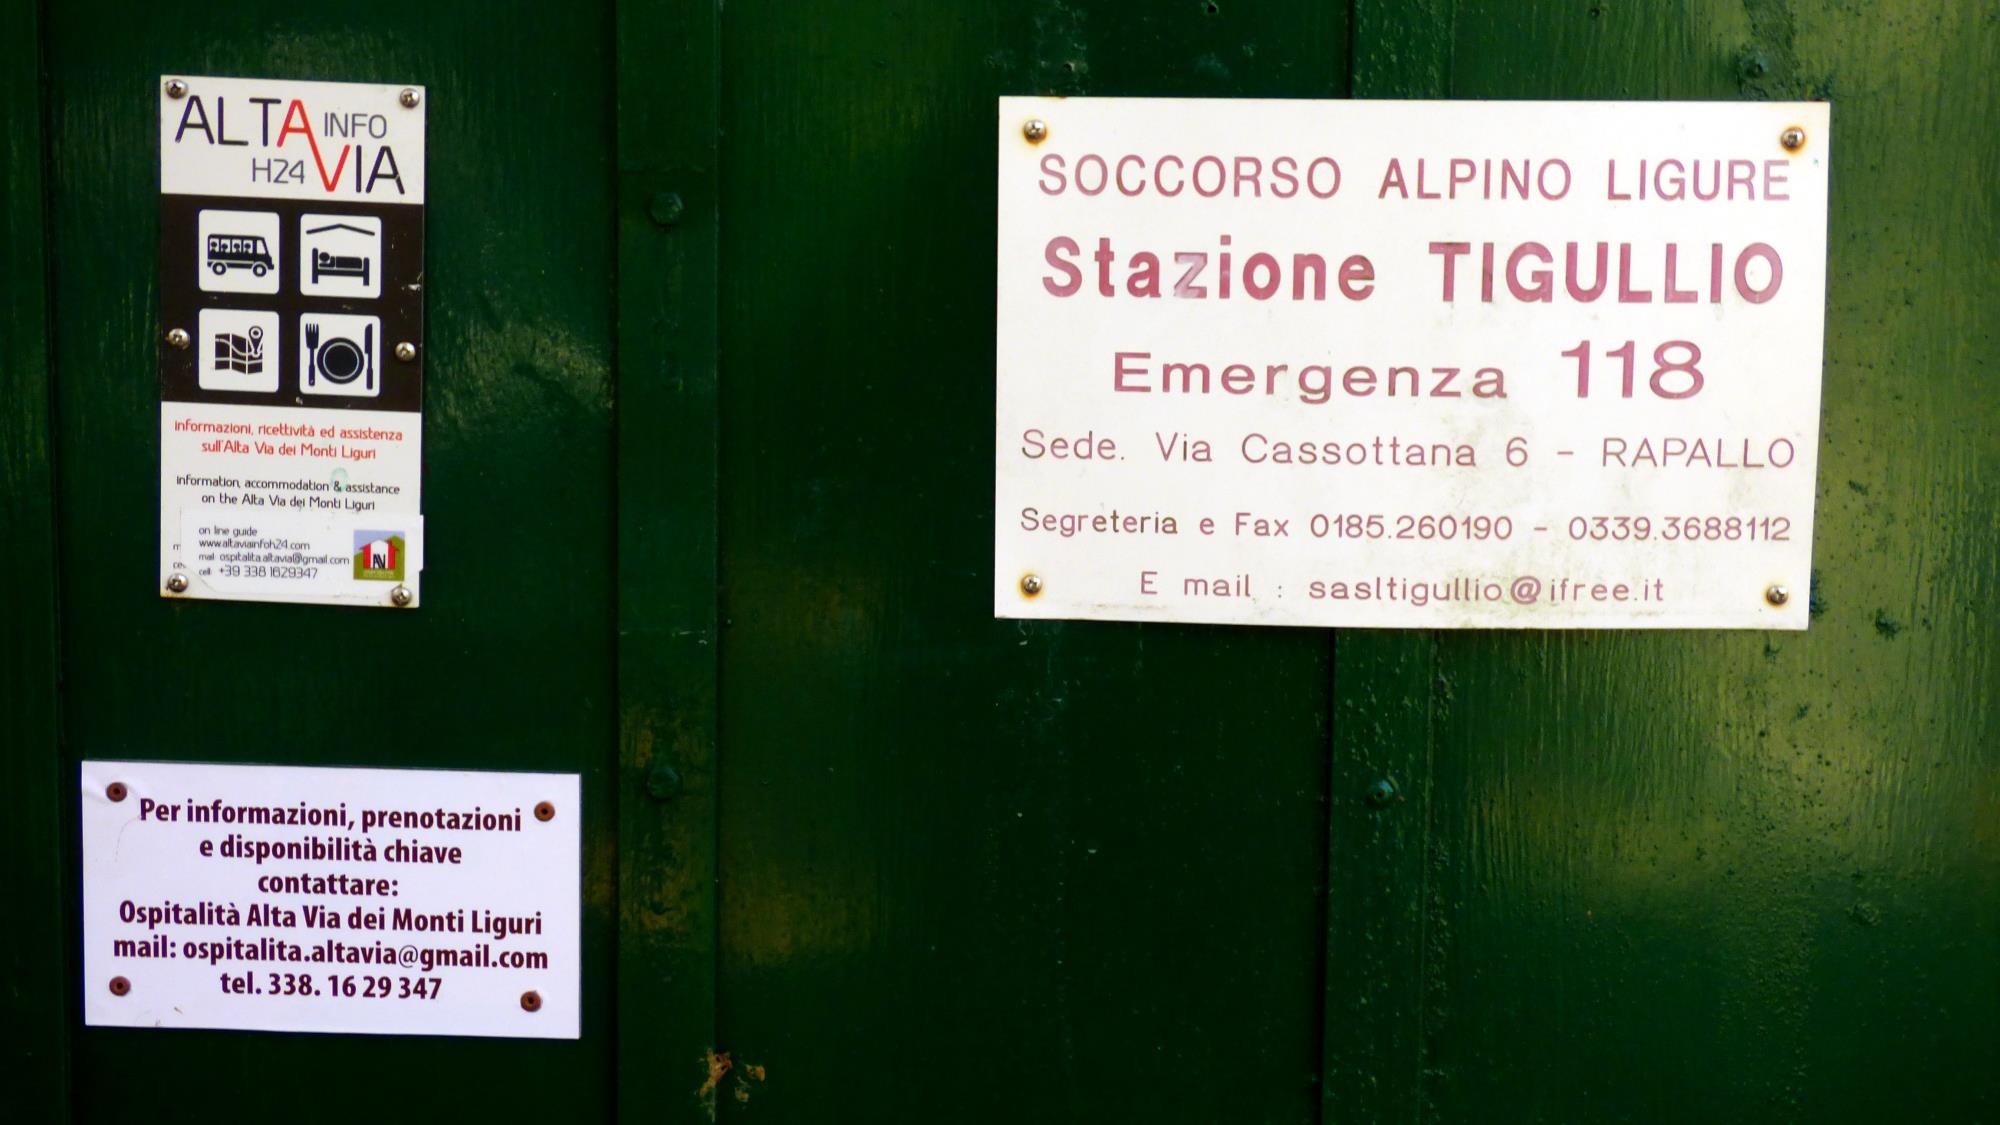 ALTA INFO
H24 VIA
informazioni, ricettività ed assistenza
sull'Alta Via dei Monti Liguri
information, accommodation & assistance
on the Alta Via dei Monti Liguri
on line guide
www.altaviainfoh24.com
mail ospitalita.altavia@gmail.com
cell +39 338 1629347
Per informazioni, prenotazioni
e disponibilità chiave
contattare:
Ospitalità Alta Via dei Monti Liguri
mail: ospitalita.altavia@gmail.com
tel. 338. 16 29 347
SOCCORSO ALPINO LIGURE
Stazione TIGULLIO
Emergenza 118
Sede. Via Cassottana 6 - RAPALLO
Segreteria e Fax 0185.260190 - 0339.3688112
E mail : sasltigullio@ifree.it